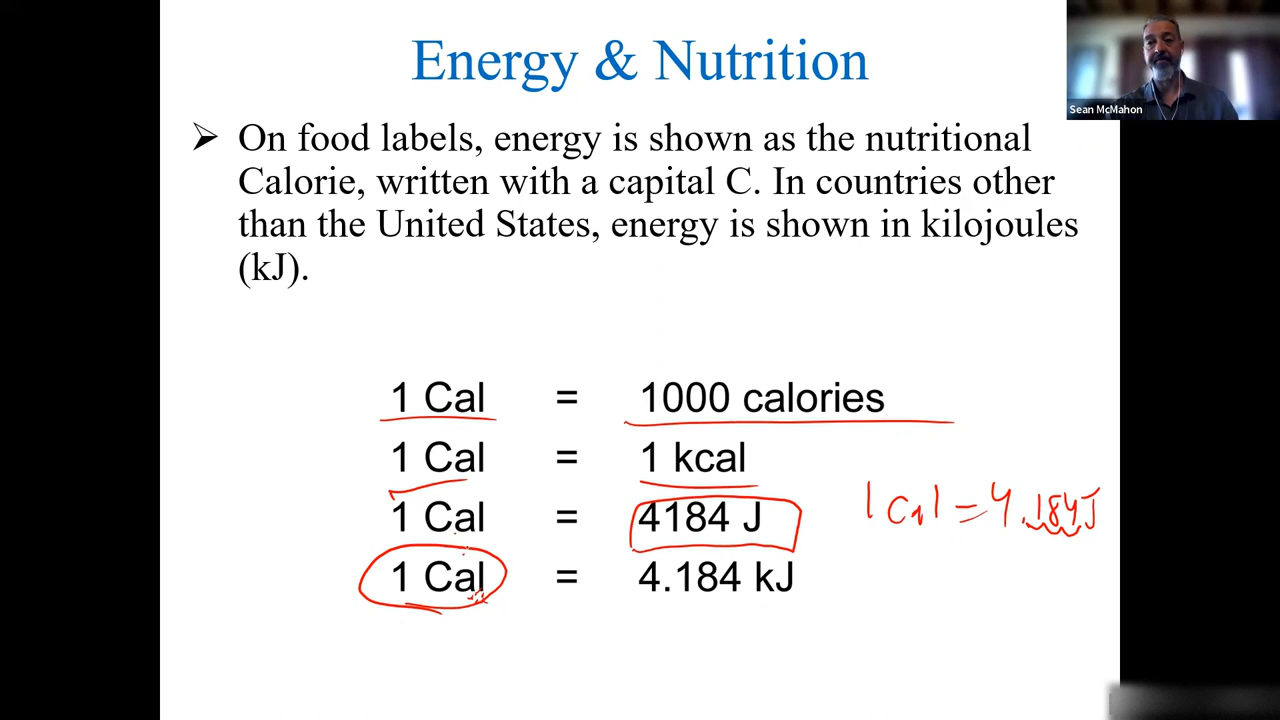 Energy & Nutrition
Sean McMahon
➢ On food labels, energy is shown as the nutritional
Calorie, written with a capital C. In countries other
than the United States, energy is shown in kilojoules
(kJ).
1 Cal = 1000 calories
1 Cal = 1 kcal
1 Cal = 4184 J
1 cal = 4.184J
1 Cal = 4.184 kJ